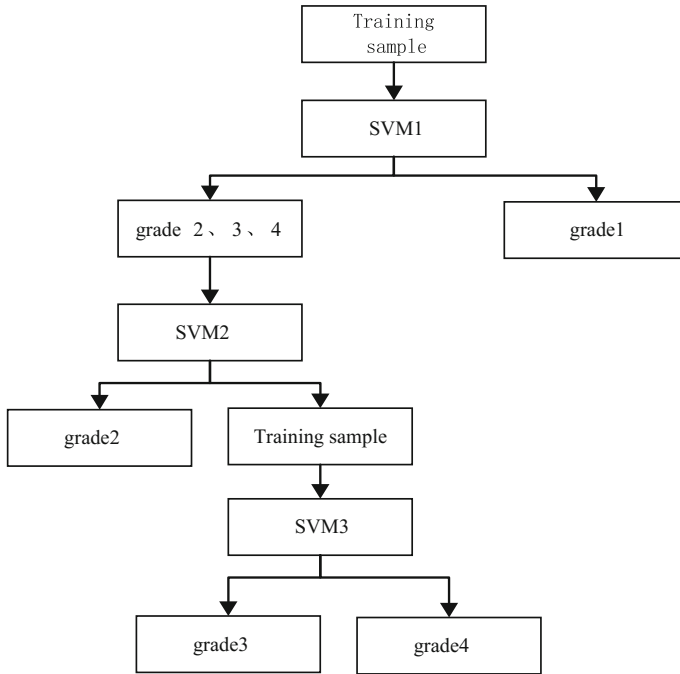 Training
sample
SVM1
grade 2、3、4
grade1
SVM2
grade2
Training sample
SVM3
grade3
grade4